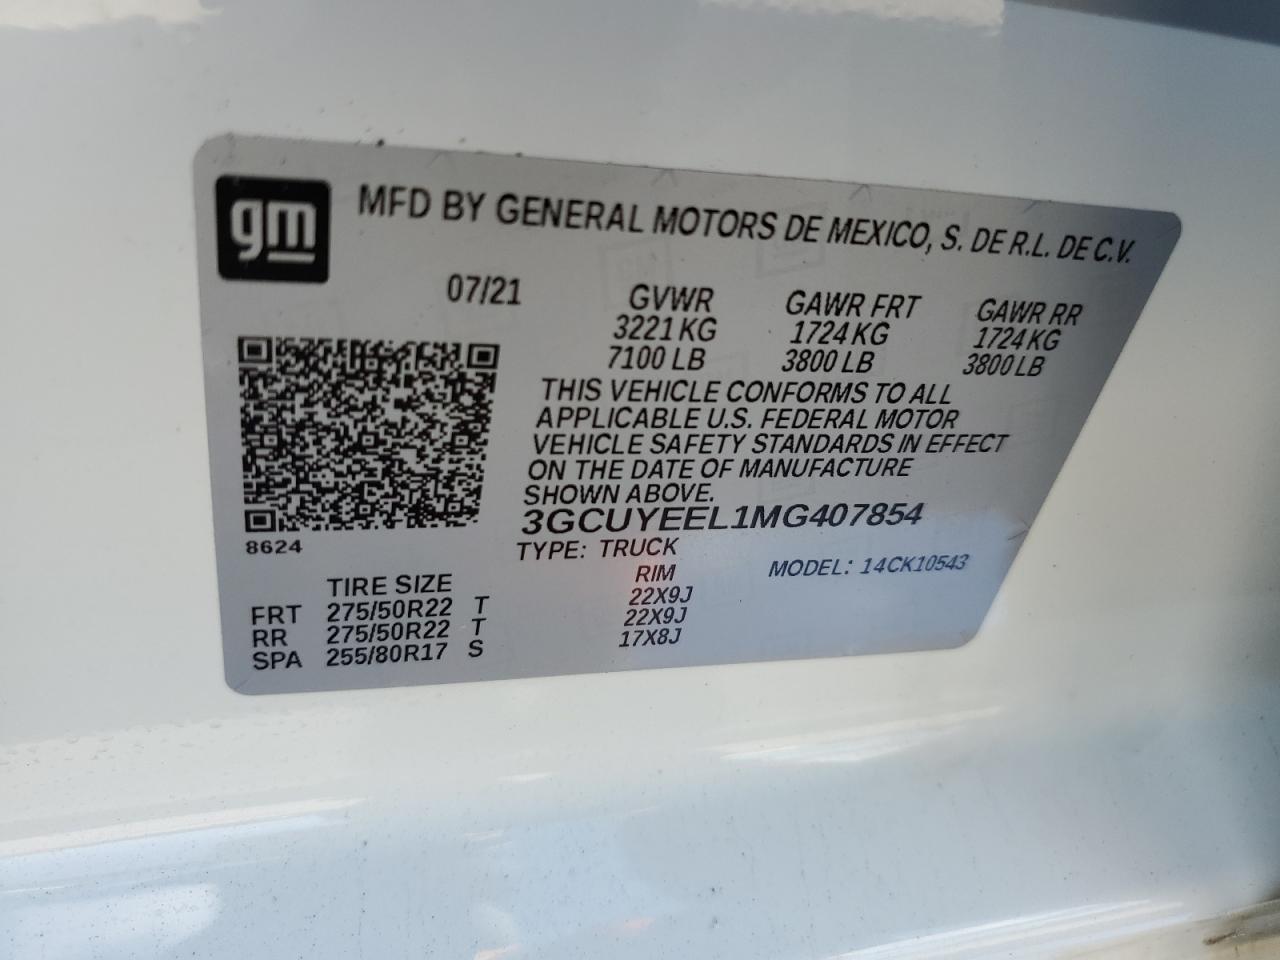 gm
MFD BY GENERAL MOTORS DE MEXICO, S. DE R.L. DE C.V.
07/21
GVWR GAWR FRT GAWR RR
3221 KG 1724 KG 1724 KG
7100 LB 3800 LB 3800 LB
THIS VEHICLE CONFORMS TO ALL
APPLICABLE U.S. FEDERAL MOTOR
VEHICLE SAFETY STANDARDS IN EFFECT
ON THE DATE OF MANUFACTURE
SHOWN ABOVE.
3GCUYEEL1MG407854
8624
TYPE: TRUCK MODEL: 14CK10543
TIRE SIZE RIM
FRT 275/50R22 T 22X9J
RR 275/50R22 T 22X9J
SPA 255/80R17 S 17X8J